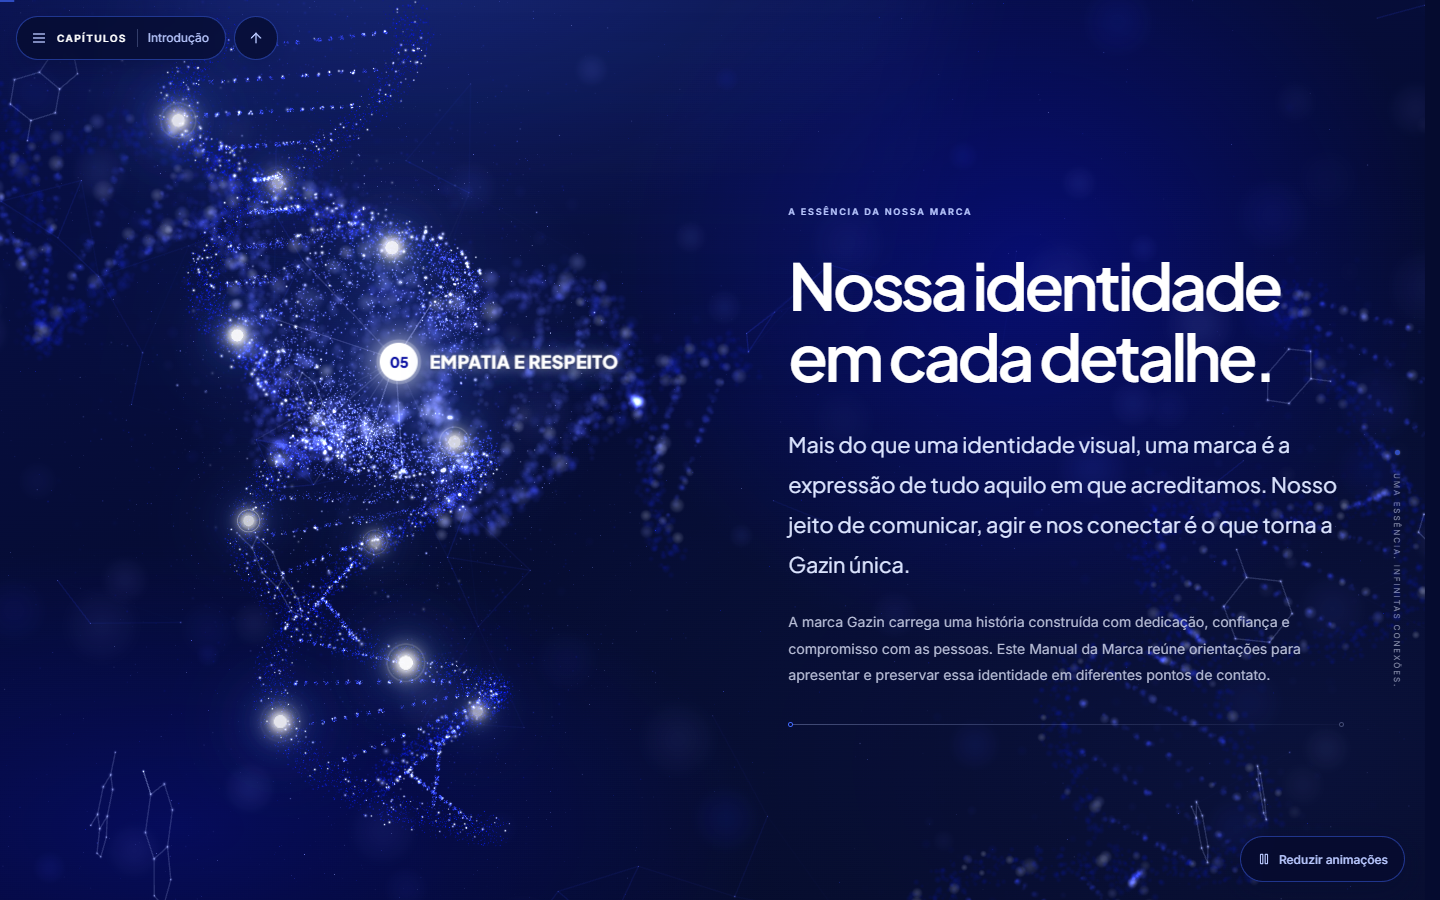 CAPÍTULOS Introdução
A ESSÊNCIA DA NOSSA MARCA
Nossa identidade
em cada detalhe.
05 EMPATIA E RESPEITO
Mais do que uma identidade visual, uma marca é a
expressão de tudo aquilo em que acreditamos. Nosso
jeito de comunicar, agir e nos conectar é o que torna a
Gazin única.
A marca Gazin carrega uma história construída com dedicação, confiança e
compromisso com as pessoas. Este Manual da Marca reúne orientações para
apresentar e preservar essa identidade em diferentes pontos de contato.
UMA ESSÊNCIA. INFINITAS CONEXÕES.
Reduzir animações